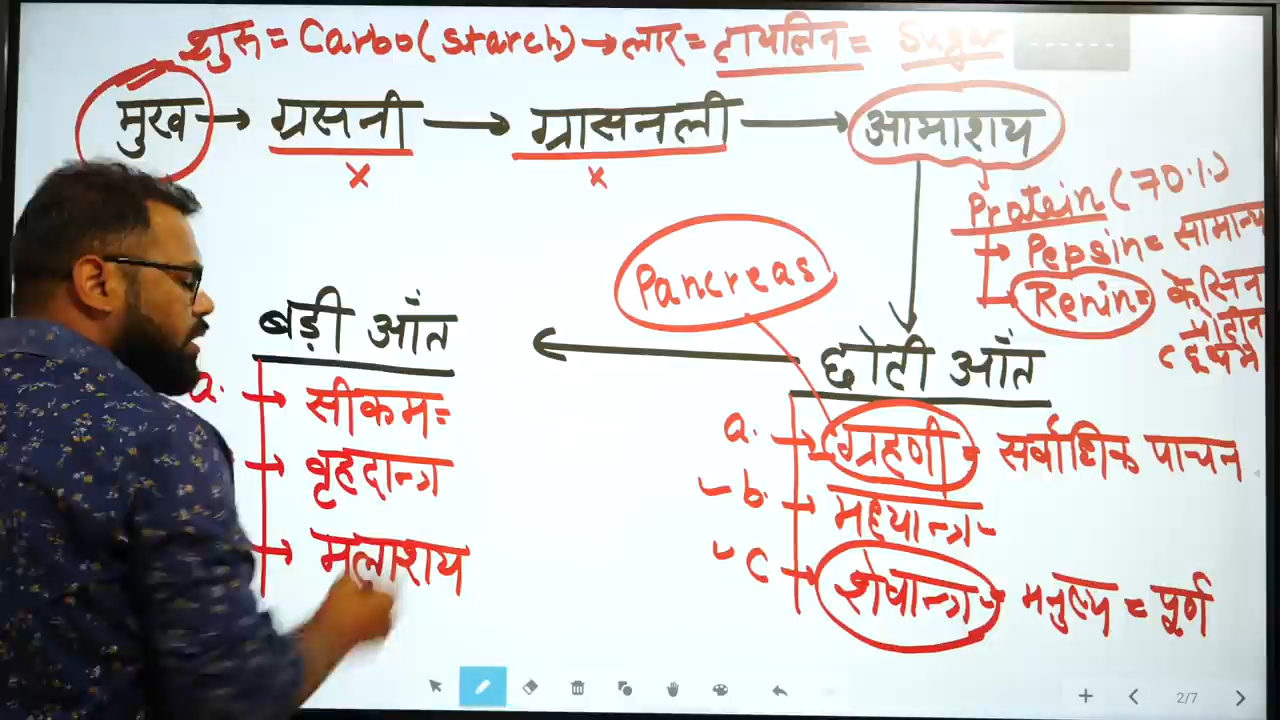 शुरू = Carbo(starch) → लार = टायलिन = Sugar
मुख → ग्रसनी → ग्रासनली → आमाशय
x x
Protein (70%)
→ Pepsin = सामान्य
→ Renin = केसिन
प्रोटीन
Pancreas
बड़ी आँत ← छोटी आँत
a. → सीकम =
→ वृहदान्त्र
→ मलाशय
a. → ग्रहणी = सर्वाधिक पाचन
- b. → मध्यान्त्र -
- c → शेषान्त्र - मनुष्य = पूर्ण
2/7